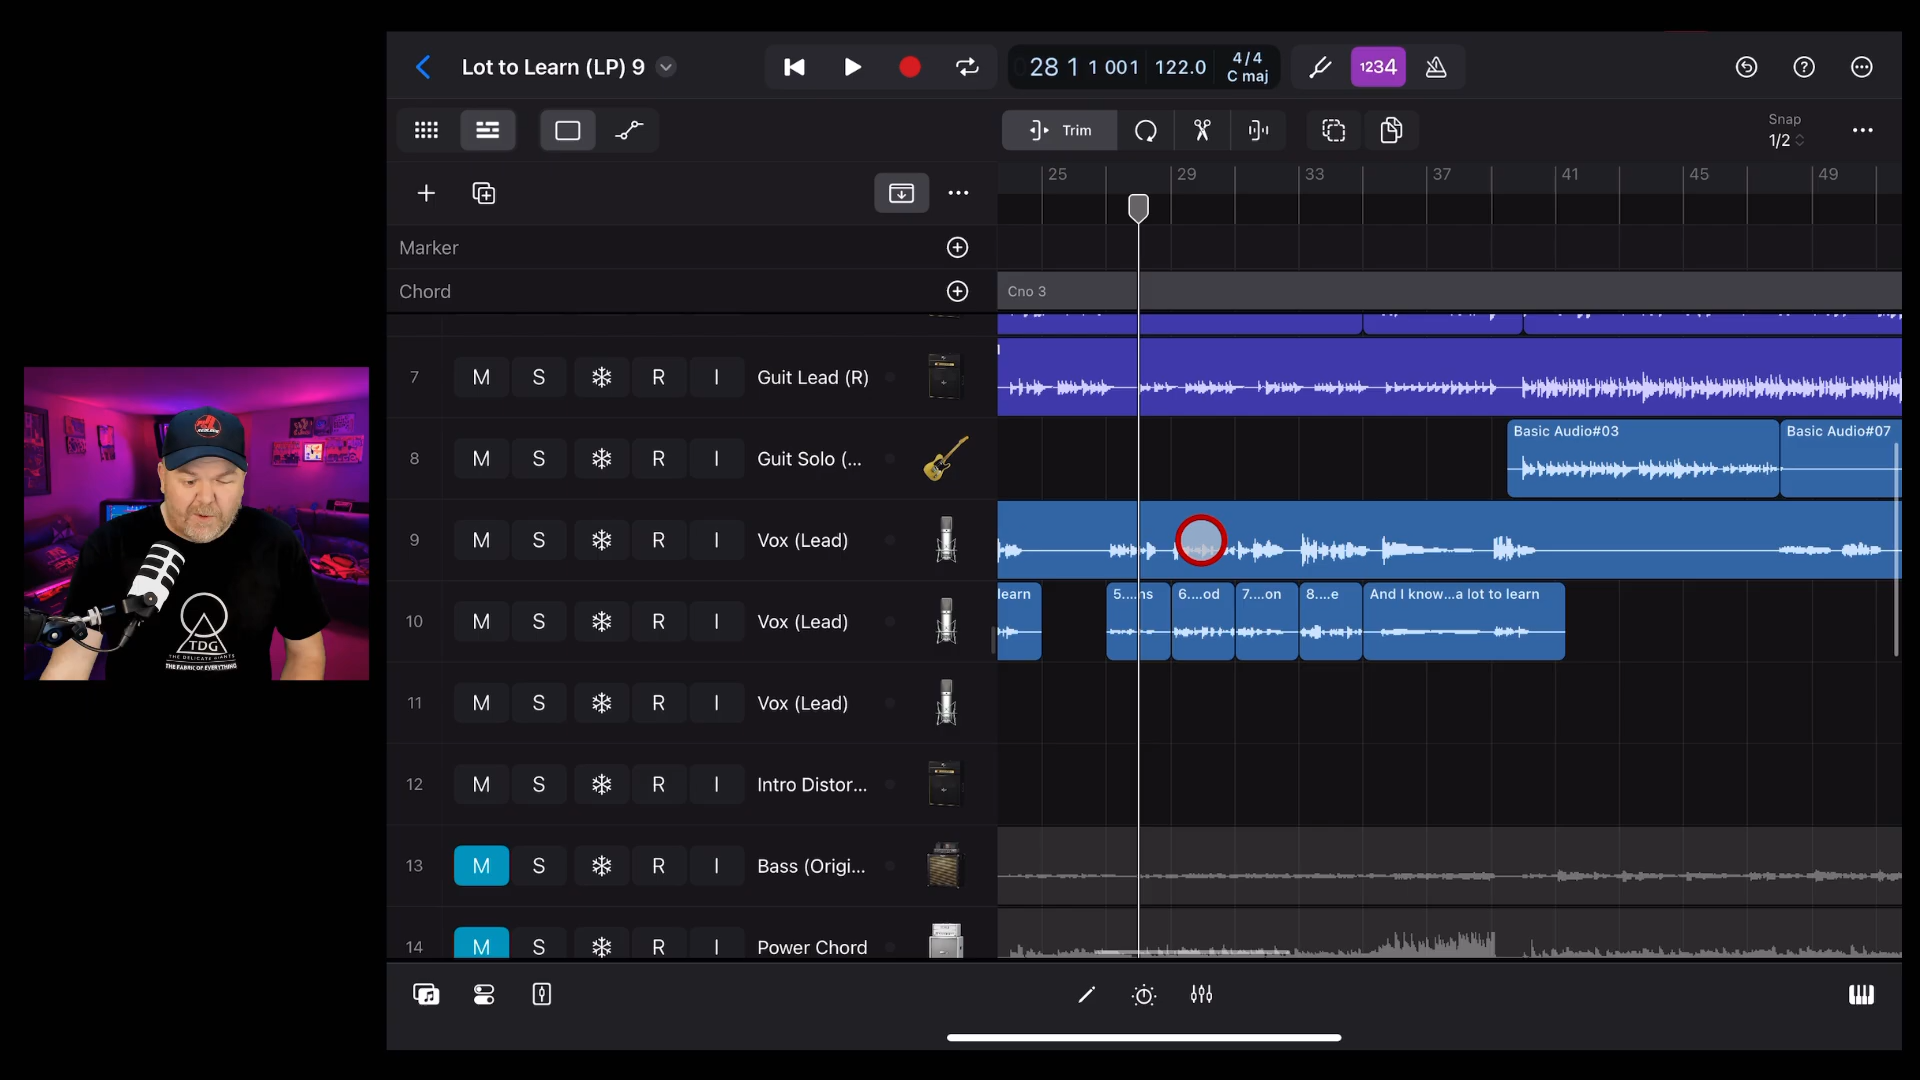 Lot to Learn (LP) 9
28 1 1 001
122.0
4/4
C maj
1234
Trim
Snap
1/2
25 29 33 37 41 45 49
Marker
Chord
Cno 3
7 M S R I Guit Lead (R)
8 M S R I Guit Solo (...
Basic Audio#03
Basic Audio#07
9 M S R I Vox (Lead)
10 M S R I Vox (Lead)
learn
5....ns
6....od
7....on
8....e
And I know...a lot to learn
11 M S R I Vox (Lead)
12 M S R I Intro Distor...
13 M S R I Bass (Origi...
14 M S R I Power Chord
TDG
THE DELICATE GIANTS
THE FABRIC OF EVERYTHING